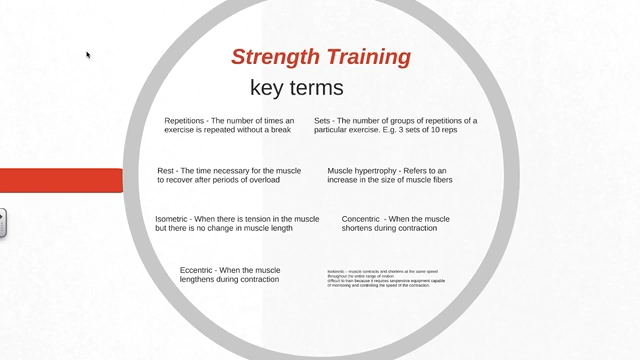 Strength Training
key terms
Repetitions - The number of times an
exercise is repeated without a break
Sets - The number of groups of repetitions of a
particular exercise. E.g. 3 sets of 10 reps
Rest - The time necessary for the muscle
to recover after periods of overload
Muscle hypertrophy - Refers to an
increase in the size of muscle fibers
Isometric - When there is tension in the muscle
but there is no change in muscle length
Concentric - When the muscle
shortens during contraction
Eccentric - When the muscle
lengthens during contraction
Isokinetic - muscle contracts and shortens at the same speed
throughout the entire range of motion
difficult to train because it requires expensive equipment capable
of monitoring and controlling the speed of the contraction.